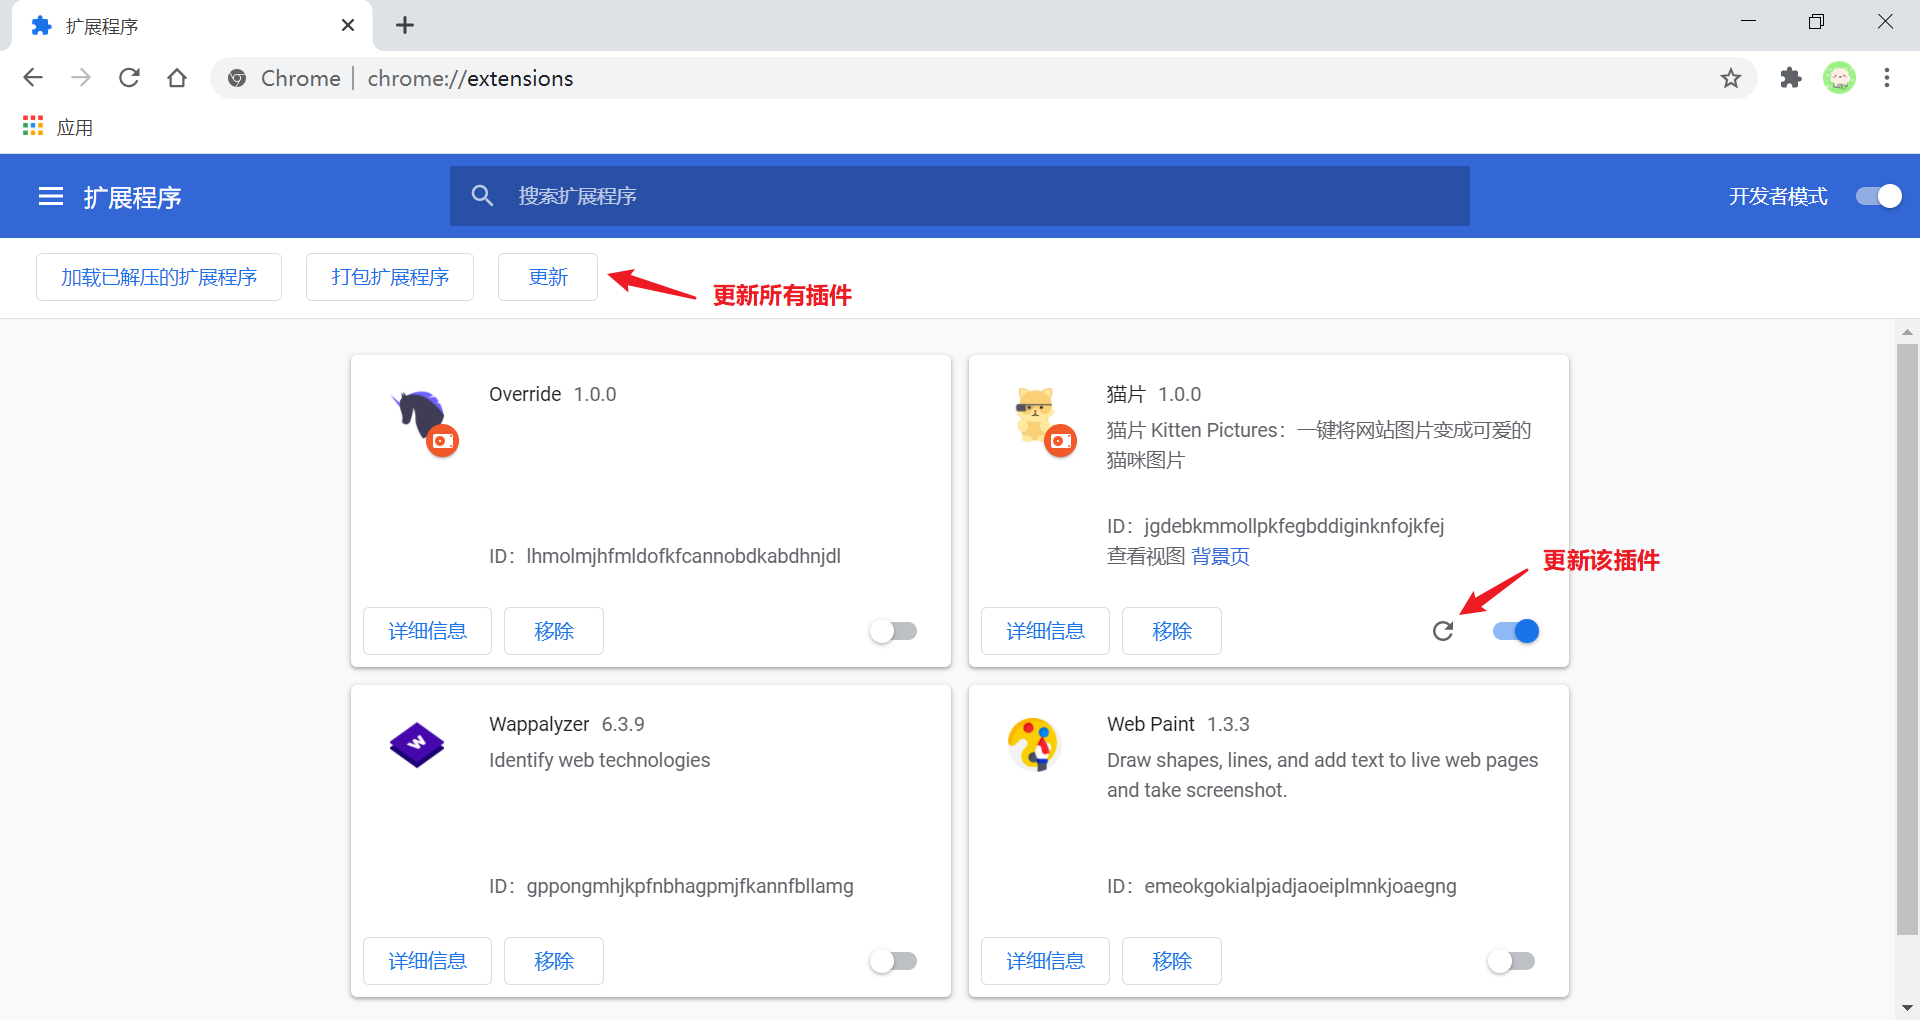 扩展程序
Chrome
chrome://extensions
应用
扩展程序
搜索扩展程序
开发者模式
加载已解压的扩展程序
打包扩展程序
更新
更新所有插件
Override 1.0.0
ID：lhmolmjhfmldofkfcannobdkabdhnjdl
详细信息
移除
猫片 1.0.0
猫片 Kitten Pictures：一键将网站图片变成可爱的
猫咪图片
ID：jgdebkmmollpkfegbddiginknfojkfej
查看视图 背景页
更新该插件
详细信息
移除
Wappalyzer 6.3.9
Identify web technologies
ID：gppongmhjkpfnbhagpmjfkannfbllamg
详细信息
移除
Web Paint 1.3.3
Draw shapes, lines, and add text to live web pages
and take screenshot.
ID：emeokgokialpjadjaoeiplmnkjoaegng
详细信息
移除